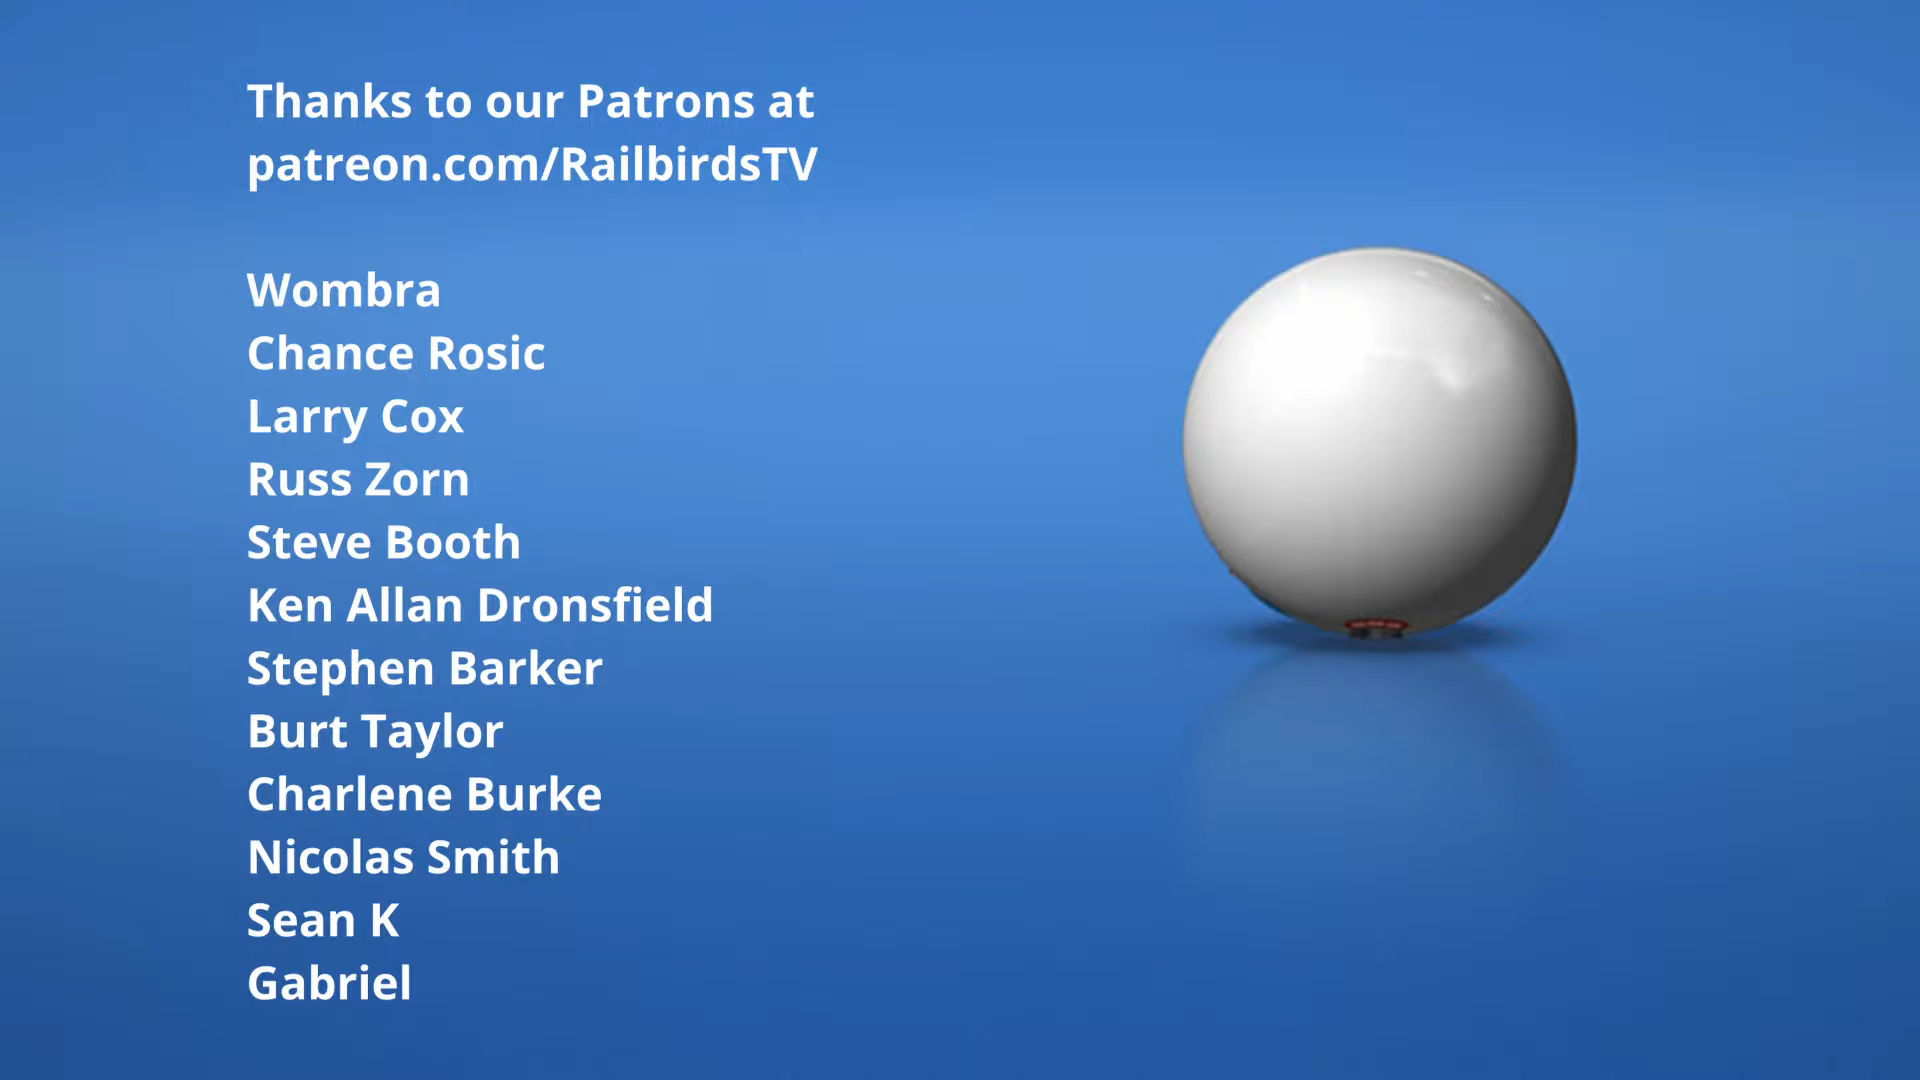 Thanks to our Patrons at
patreon.com/RailbirdsTV
Wombra
Chance Rosic
Larry Cox
Russ Zorn
Steve Booth
Ken Allan Dronsfield
Stephen Barker
Burt Taylor
Charlene Burke
Nicolas Smith
Sean K
Gabriel